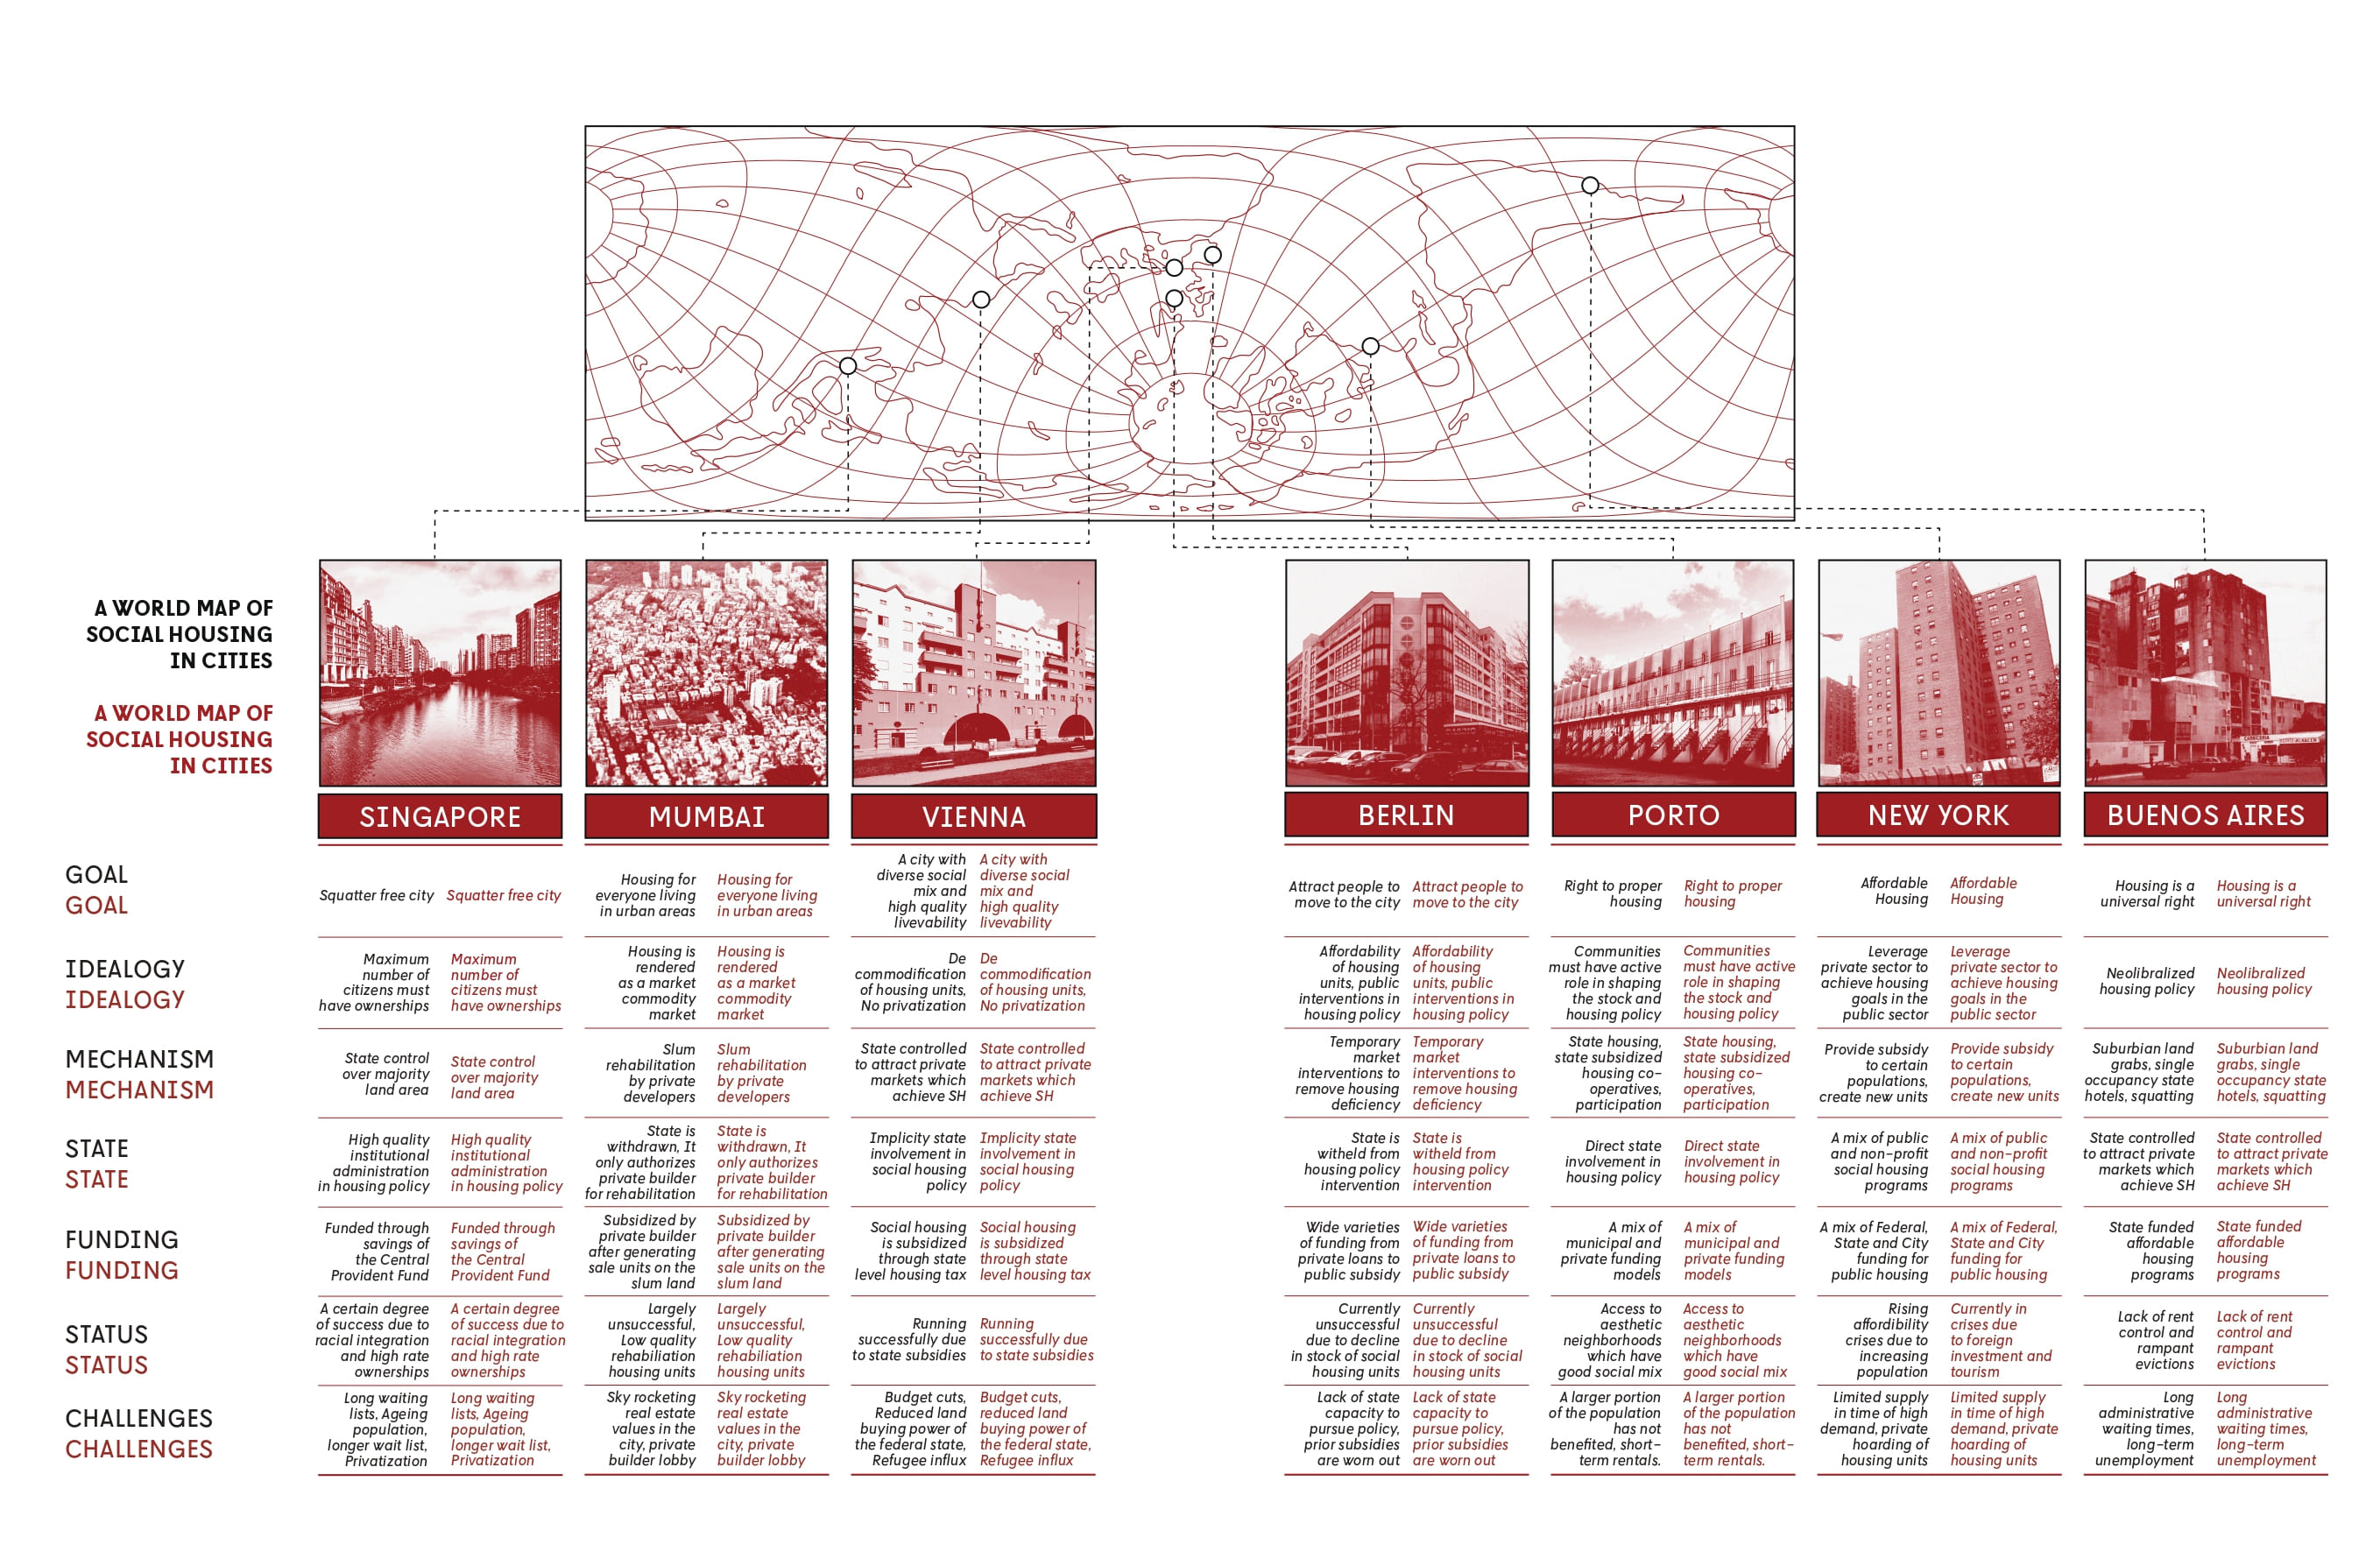 A WORLD MAP OF
SOCIAL HOUSING
IN CITIES
A WORLD MAP OF
SOCIAL HOUSING
IN CITIES
SINGAPORE
MUMBAI
VIENNA
BERLIN
PORTO
NEW YORK
BUENOS AIRES
GOAL
GOAL
Squatter free city
Squatter free city
Housing for
everyone living
in urban areas
Housing for
everyone living
in urban areas
A city with
diverse social
mix and
high quality
livevability
A city with
diverse social
mix and
high quality
livevability
Attract people to
move to the city
Attract people to
move to the city
Right to proper
housing
Right to proper
housing
Affordable
Housing
Affordable
Housing
Housing is a
universal right
Housing is a
universal right
IDEALOGY
IDEALOGY
Maximum
number of
citizens must
have ownerships
Maximum
number of
citizens must
have ownerships
Housing is
rendered
as a market
commodity
market
Housing is
rendered
as a market
commodity
market
De
commodification
of housing units,
No privatization
De
commodification
of housing units,
No privatization
Affordability
of housing
units, public
interventions in
housing policy
Affordability
of housing
units, public
interventions in
housing policy
Communities
must have active
role in shaping
the stock and
housing policy
Communities
must have active
role in shaping
the stock and
housing policy
Leverage
private sector to
achieve housing
goals in the
public sector
Leverage
private sector to
achieve housing
goals in the
public sector
Neolibralized
housing policy
Neolibralized
housing policy
MECHANISM
MECHANISM
State control
over majority
land area
State control
over majority
land area
Slum
rehabilitation
by private
developers
Slum
rehabilitation
by private
developers
State controlled
to attract private
markets which
achieve SH
State controlled
to attract private
markets which
achieve SH
Temporary
market
interventions to
remove housing
deficiency
Temporary
market
interventions to
remove housing
deficiency
State housing,
state subsidized
housing co-
operatives,
participation
State housing,
state subsidized
housing co-
operatives,
participation
Provide subsidy
to certain
populations,
create new units
Provide subsidy
to certain
populations,
create new units
Suburbian land
grabs, single
occupancy state
hotels, squatting
Suburbian land
grabs, single
occupancy state
hotels, squatting
STATE
STATE
High quality
institutional
administration
in housing policy
High quality
institutional
administration
in housing policy
State is
withdrawn, It
only authorizes
private builder
for rehabilitation
State is
withdrawn, It
only authorizes
private builder
for rehabilitation
Implicity state
involvement in
social housing
policy
Implicity state
involvement in
social housing
policy
State is
witheld from
housing policy
intervention
State is
witheld from
housing policy
intervention
Direct state
involvement in
housing policy
Direct state
involvement in
housing policy
A mix of public
and non-profit
social housing
programs
A mix of public
and non-profit
social housing
programs
State controlled
to attract private
markets which
achieve SH
State controlled
to attract private
markets which
achieve SH
FUNDING
FUNDING
Funded through
savings of
the Central
Provident Fund
Funded through
savings of
the Central
Provident Fund
Subsidized by
private builder
after generating
sale units on the
slum land
Subsidized by
private builder
after generating
sale units on the
slum land
Social housing
is subsidized
through state
level housing tax
Social housing
is subsidized
through state
level housing tax
Wide varieties
of funding from
private loans to
public subsidy
Wide varieties
of funding from
private loans to
public subsidy
A mix of
municipal and
private funding
models
A mix of
municipal and
private funding
models
A mix of Federal,
State and City
funding for
public housing
A mix of Federal,
State and City
funding for
public housing
State funded
affordable
housing
programs
State funded
affordable
housing
programs
STATUS
STATUS
A certain degree
of success due to
racial integration
and high rate
ownerships
A certain degree
of success due to
racial integration
and high rate
ownerships
Largely
unsuccessful,
Low quality
rehabiliation
housing units
Largely
unsuccessful,
Low quality
rehabiliation
housing units
Running
successfully due
to state subsidies
Running
successfully due
to state subsidies
Currently
unsuccessful
due to decline
in stock of social
housing units
Currently
unsuccessful
due to decline
in stock of social
housing units
Access to
aesthetic
neighborhoods
which have
good social mix
Access to
aesthetic
neighborhoods
which have
good social mix
Rising
affordibility
crises due to
increasing
population
Currently in
crises due
to foreign
investment and
tourism
Lack of rent
control and
rampant
evictions
Lack of rent
control and
rampant
evictions
CHALLENGES
CHALLENGES
Long waiting
lists, Ageing
population,
longer wait list,
Privatization
Long waiting
lists, Ageing
population,
longer wait list,
Privatization
Sky rocketing
real estate
values in the
city, private
builder lobby
Sky rocketing
real estate
values in the
city, private
builder lobby
Budget cuts,
Reduced land
buying power of
the federal state,
Refugee influx
Budget cuts,
reduced land
buying power of
the federal state,
Refugee influx
Lack of state
capacity to
pursue policy,
prior subsidies
are worn out
Lack of state
capacity to
pursue policy,
prior subsidies
are worn out
A larger portion
of the population
has not
benefited, short-
term rentals.
A larger portion
of the population
has not
benefited, short-
term rentals.
Limited supply
in time of high
demand, private
hoarding of
housing units
Limited supply
in time of high
demand, private
hoarding of
housing units
Long
administrative
waiting times,
long-term
unemployment
Long
administrative
waiting times,
long-term
unemployment